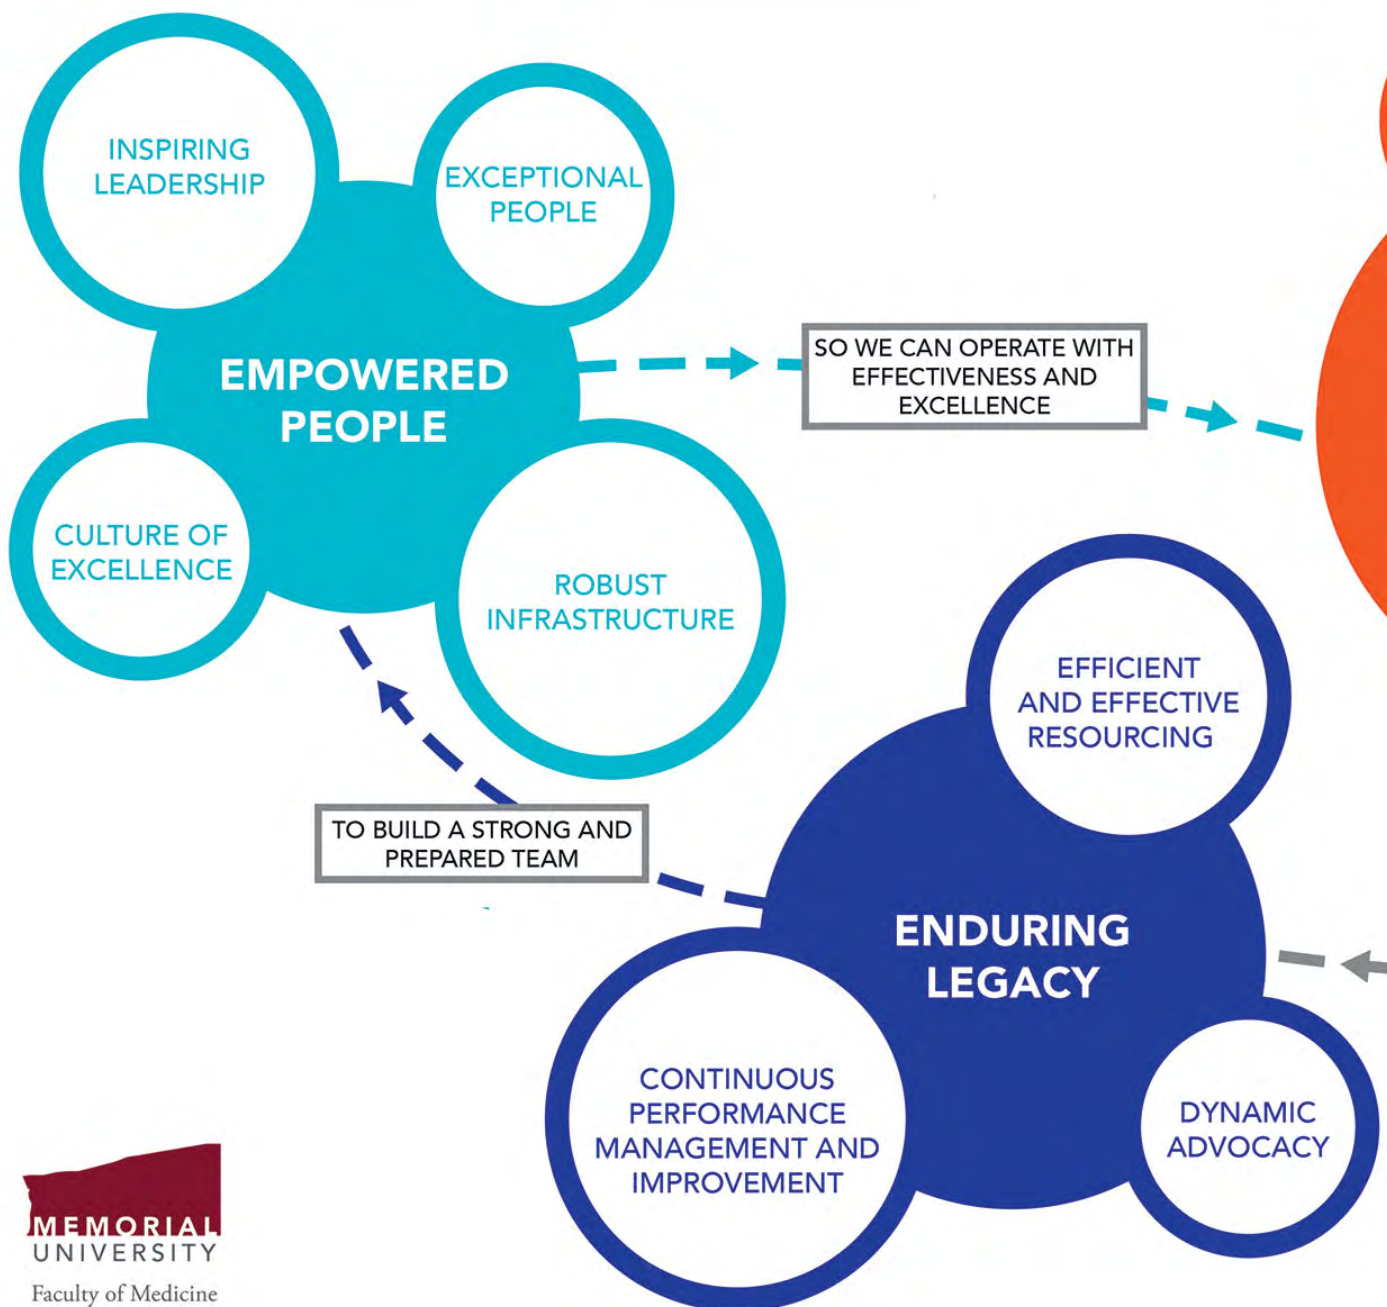 INSPIRING
LEADERSHIP
EXCEPTIONAL
PEOPLE
EMPOWERED
PEOPLE
SO WE CAN OPERATE WITH
EFFECTIVENESS AND
EXCELLENCE
CULTURE OF
EXCELLENCE
ROBUST
INFRASTRUCTURE
EFFICIENT
AND EFFECTIVE
RESOURCING
TO BUILD A STRONG AND
PREPARED TEAM
ENDURING
LEGACY
CONTINUOUS
PERFORMANCE
MANAGEMENT AND
IMPROVEMENT
DYNAMIC
ADVOCACY
MEMORIAL
UNIVERSITY
Faculty of Medicine